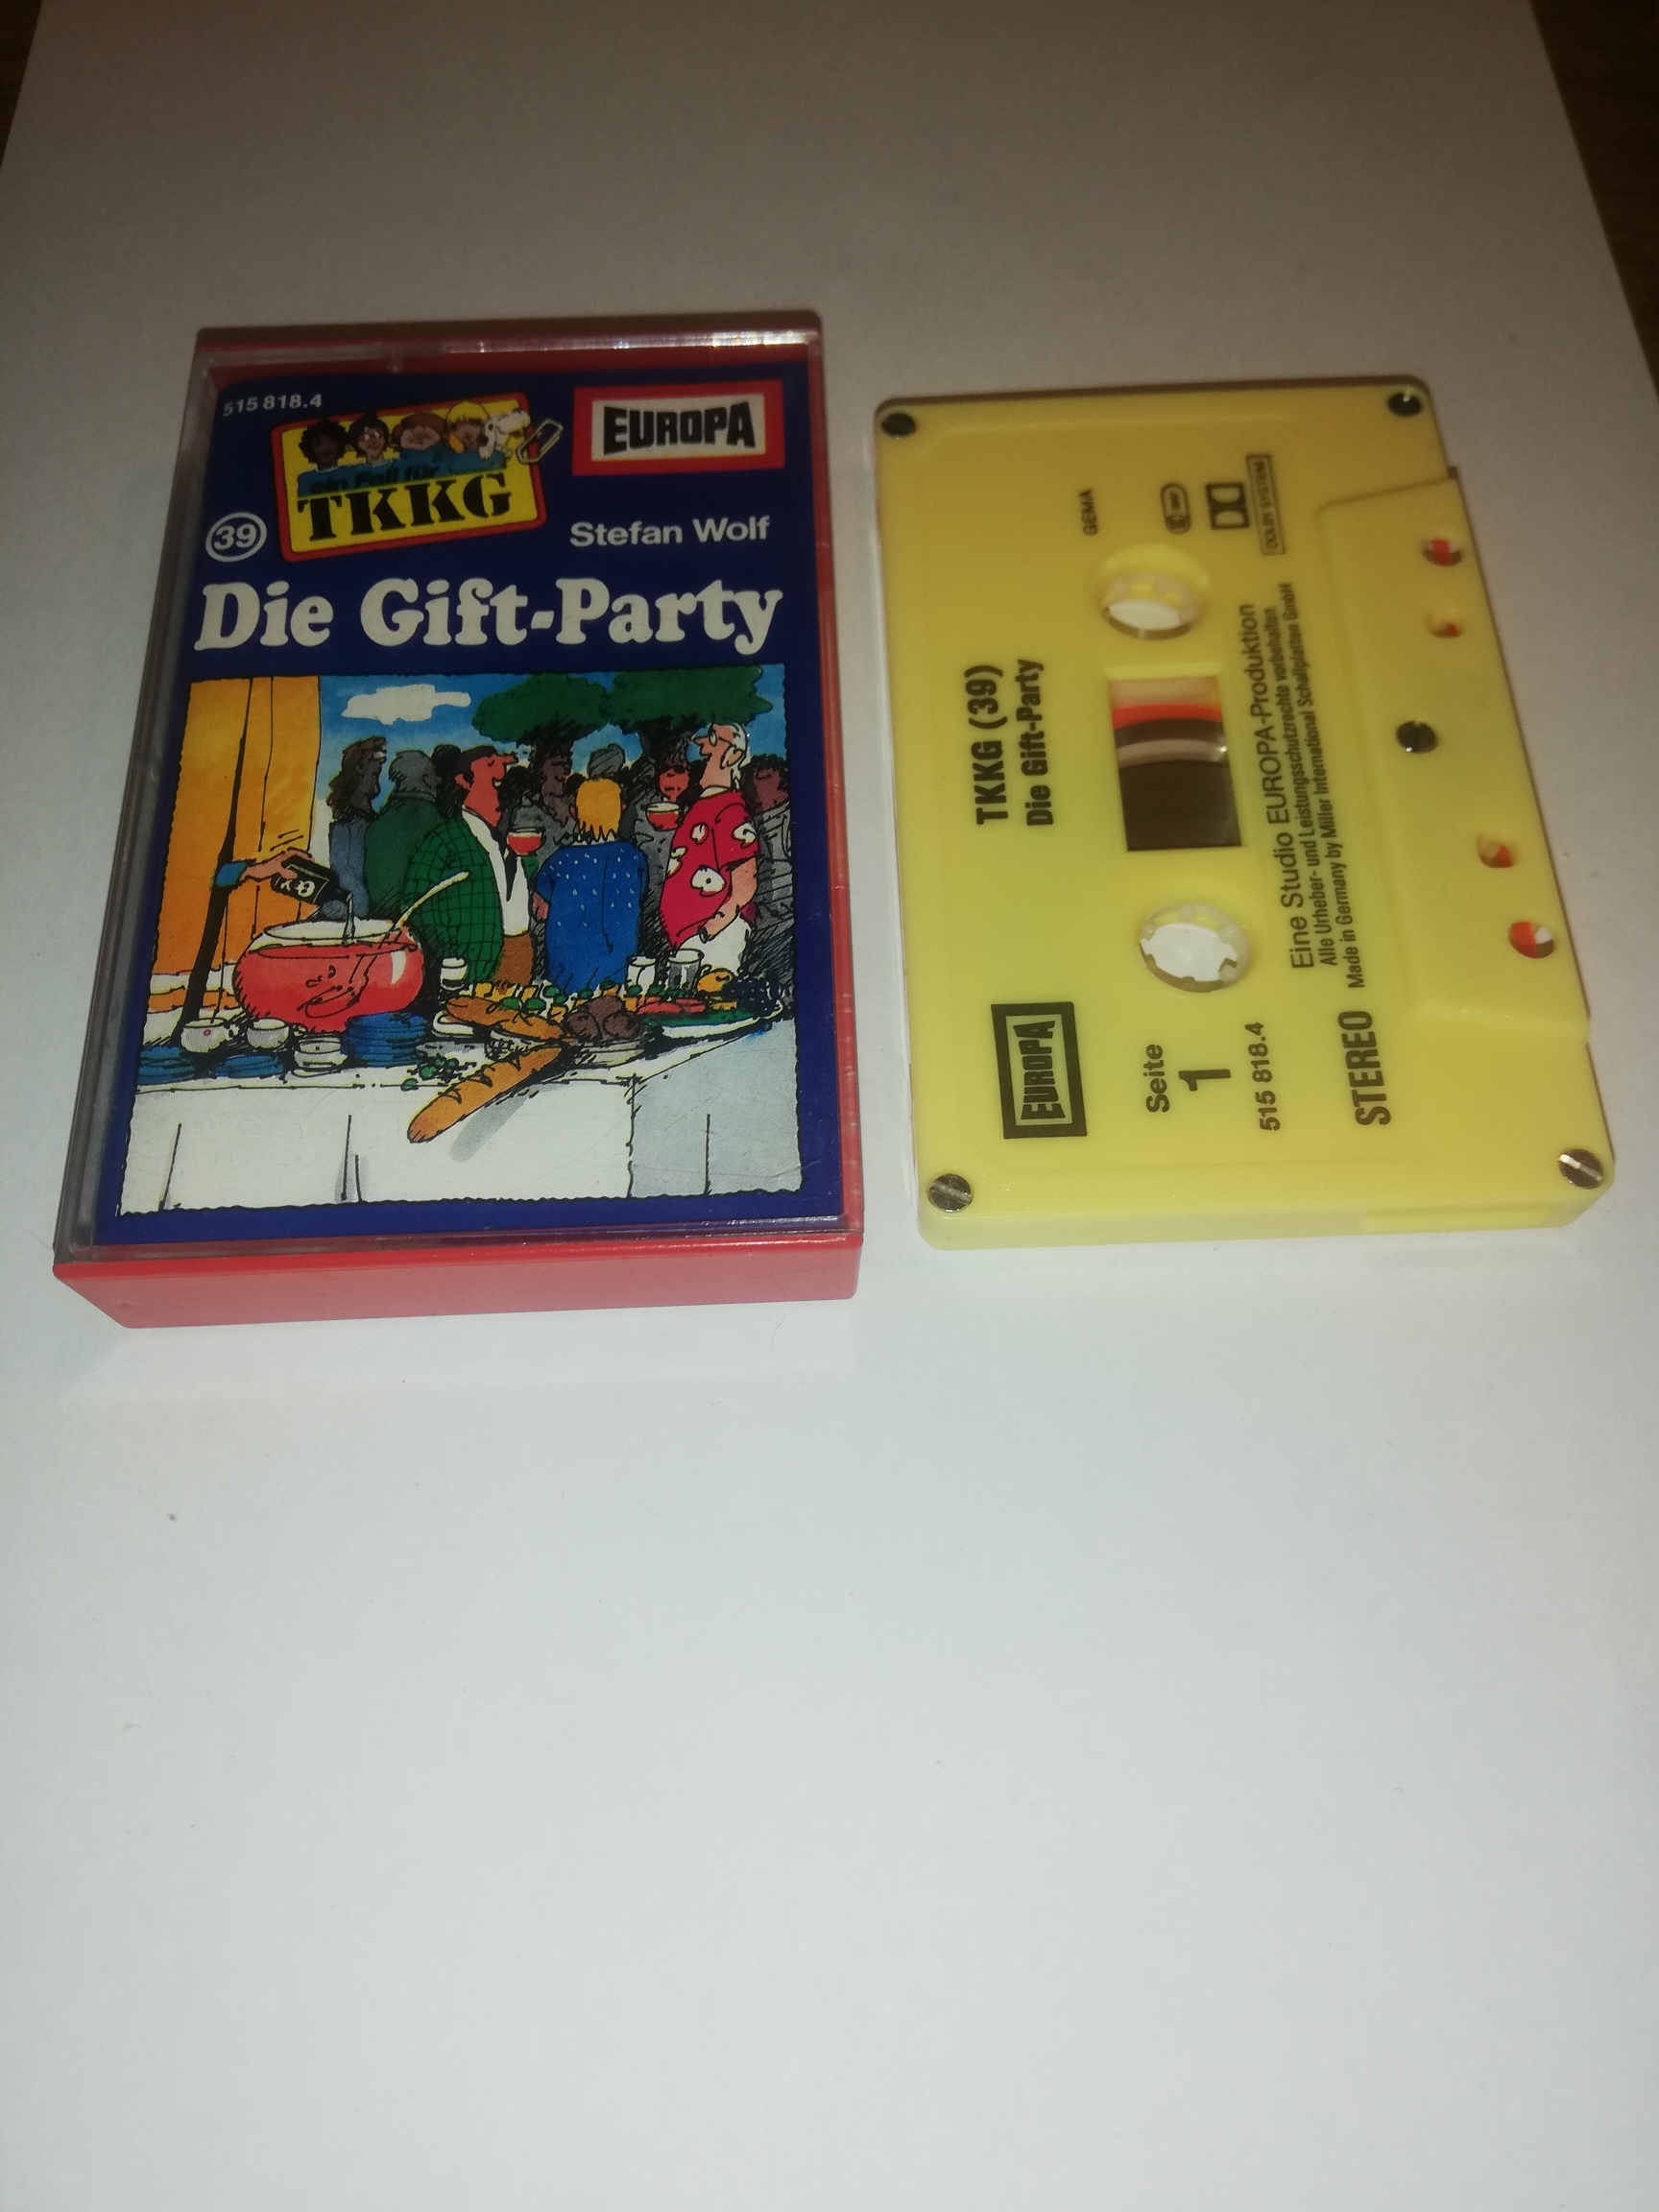 515 818.4
EUROPA
ein Fall für
TKKG
39
Stefan Wolf
Die Gift-Party
TKKG (39)
Die Gift-Party
EUROPA
GEMA
Seite
1
515 818.4
DOLBY SYSTEM
Eine Studio EUROPA-Produktion
Alle Urheber- und Leistungsschutzrechte vorbehalten
Made in Germany by Miller International Schallplatten GmbH
STEREO